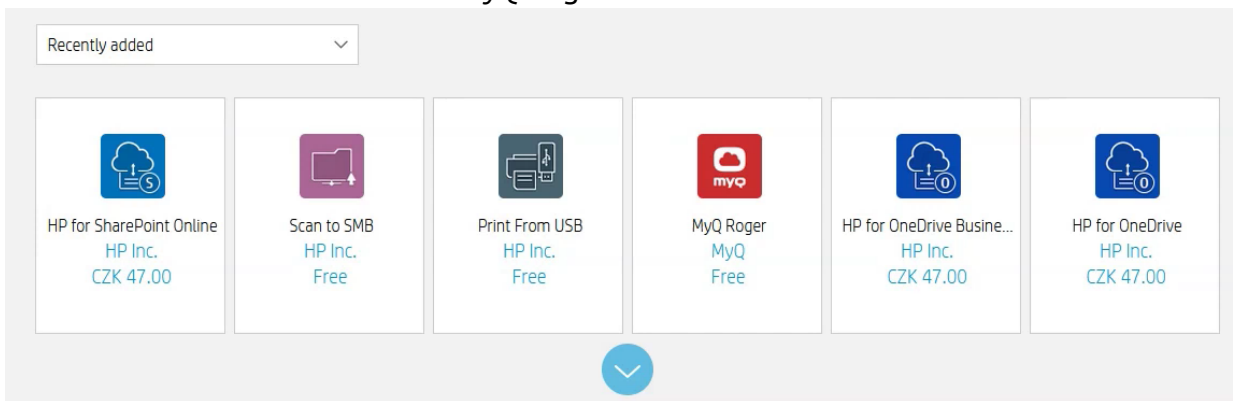 Recently added
S
myQ
O
O
HP for SharePoint Online
HP Inc.
CZK 47.00
Scan to SMB
HP Inc.
Free
Print From USB
HP Inc.
Free
MyQ Roger
MyQ
Free
HP for OneDrive Busine...
HP Inc.
CZK 47.00
HP for OneDrive
HP Inc.
CZK 47.00